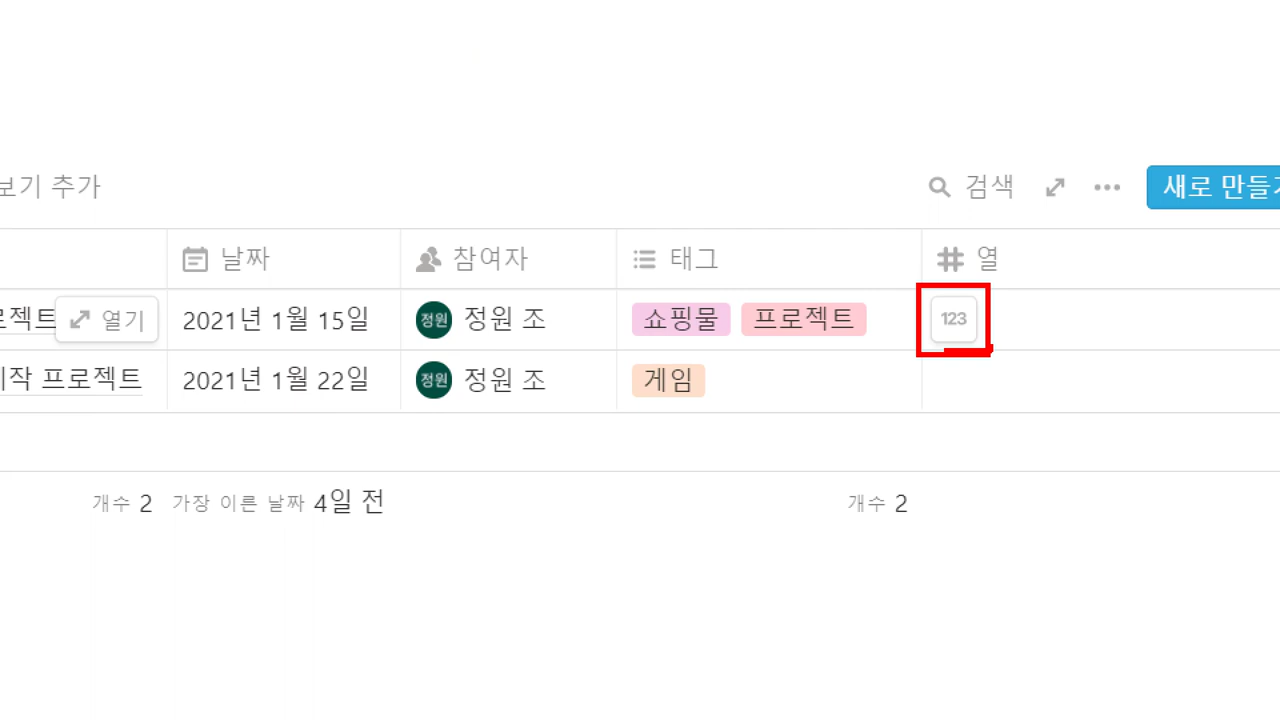 보기 추가 검색 새로 만들기
날짜 참여자 태그 열
로젝트 열기 2021년 1월 15일 정원 정원 조 쇼핑몰 프로젝트 123
작 프로젝트 2021년 1월 22일 정원 정원 조 게임
개수 2 가장 이른 날짜 4일 전 개수 2